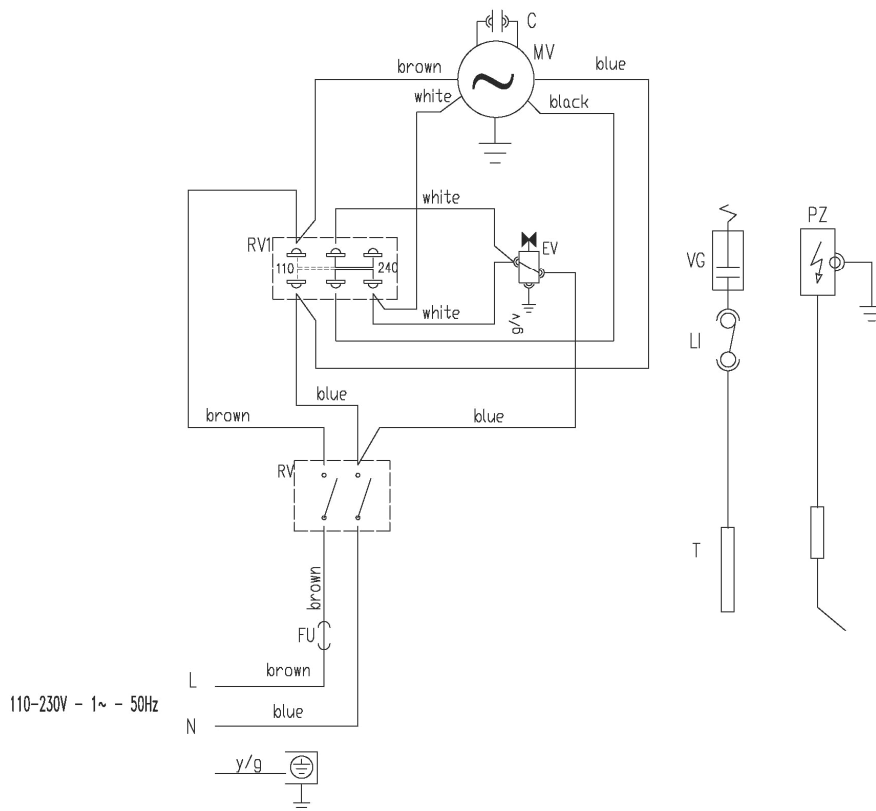 C
MV
brown
blue
white
black
white
RV1
110
240
EV
white
g/v
blue
brown
blue
RV
brown
FU
L
brown
110-230V - 1~ - 50Hz
N
blue
y/g
VG
LI
T
PZ